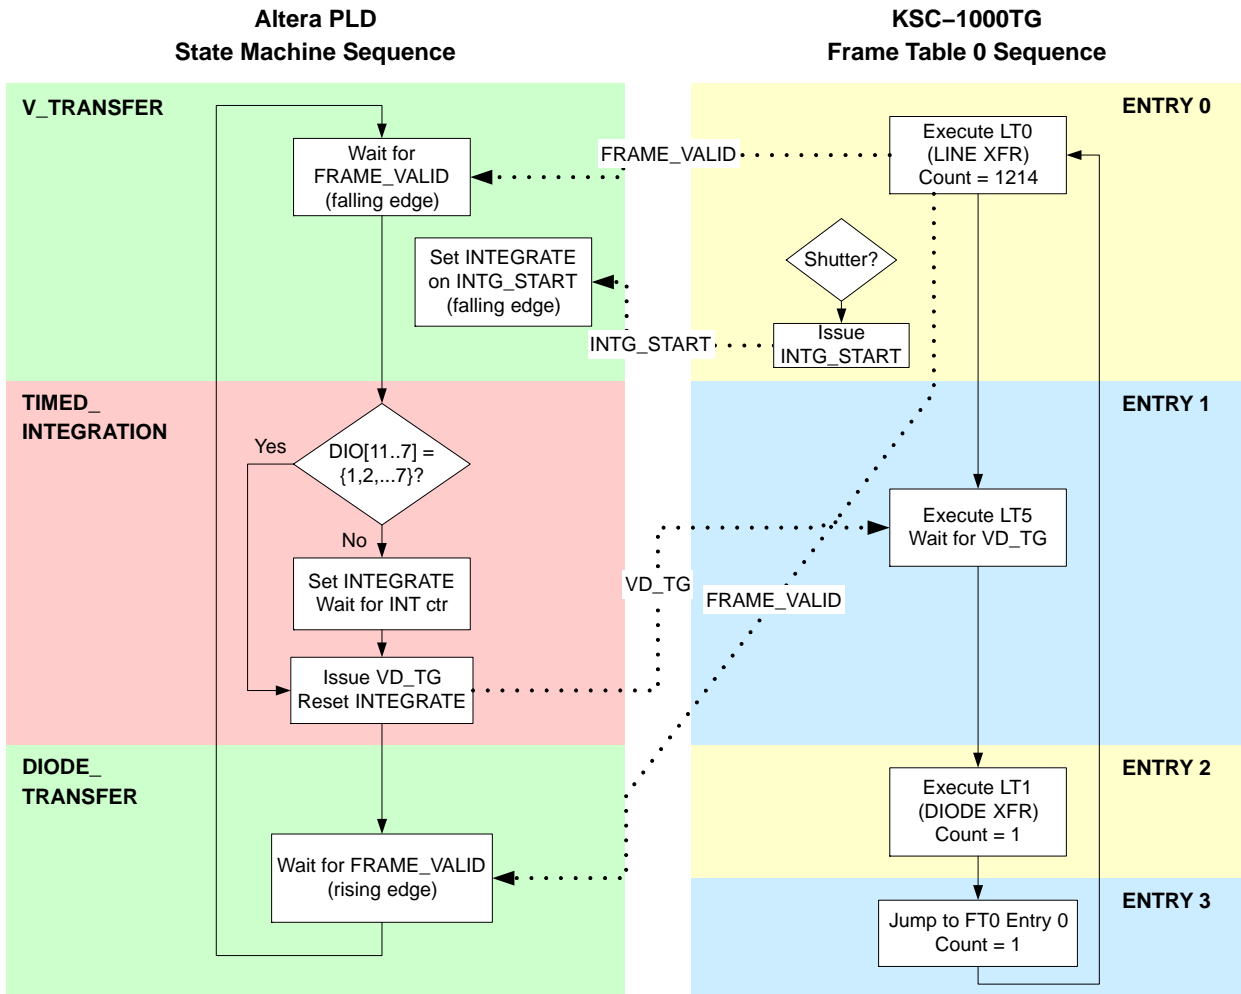 Altera PLD
State Machine Sequence
V_TRANSFER
Wait for
FRAME_VALID
(falling edge)
Set INTEGRATE
on INTG_START
(falling edge)
TIMED_
INTEGRATION
Yes
DIO[11..7] =
{1,2,...7}?
No
Set INTEGRATE
Wait for INT ctr
Issue VD_TG
Reset INTEGRATE
DIODE_
TRANSFER
Wait for FRAME_VALID
(rising edge)
FRAME_VALID
INTG_START
VD_TG
FRAME_VALID
KSC–1000TG
Frame Table 0 Sequence
ENTRY 0
Execute LT0
(LINE XFR)
Count = 1214
Shutter?
Issue
INTG_START
ENTRY 1
Execute LT5
Wait for VD_TG
ENTRY 2
Execute LT1
(DIODE XFR)
Count = 1
ENTRY 3
Jump to FT0 Entry 0
Count = 1